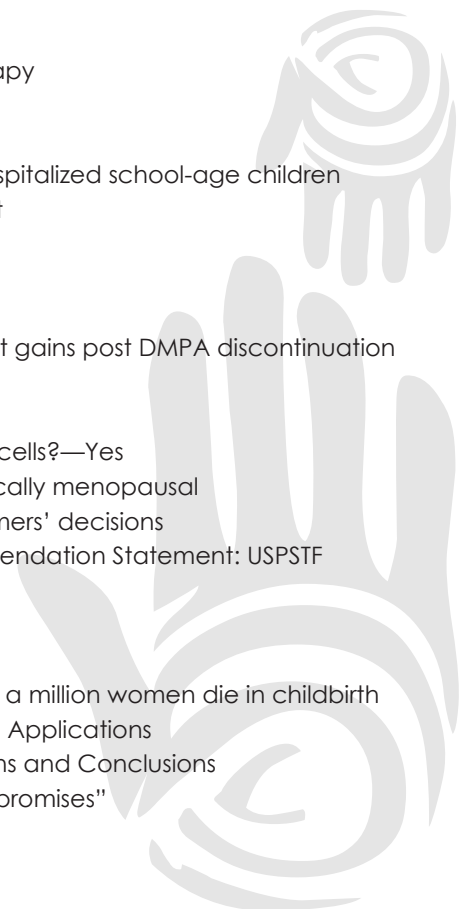 apy
spitalized school-age children
t
t gains post DMPA discontinuation
cells?—Yes
cally menopausal
mers' decisions
endation Statement: USPSTF
a million women die in childbirth
Applications
ns and Conclusions
promises"